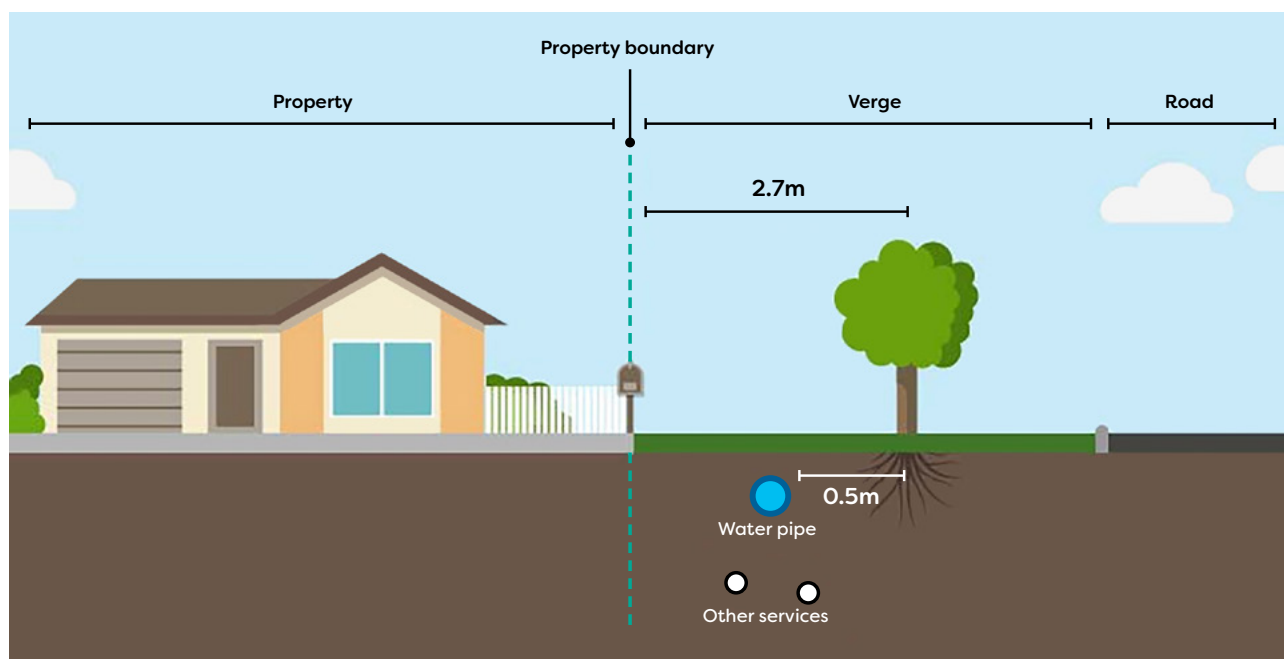 Property boundary
Property
Verge
Road
2.7m
0.5m
Water pipe
Other services